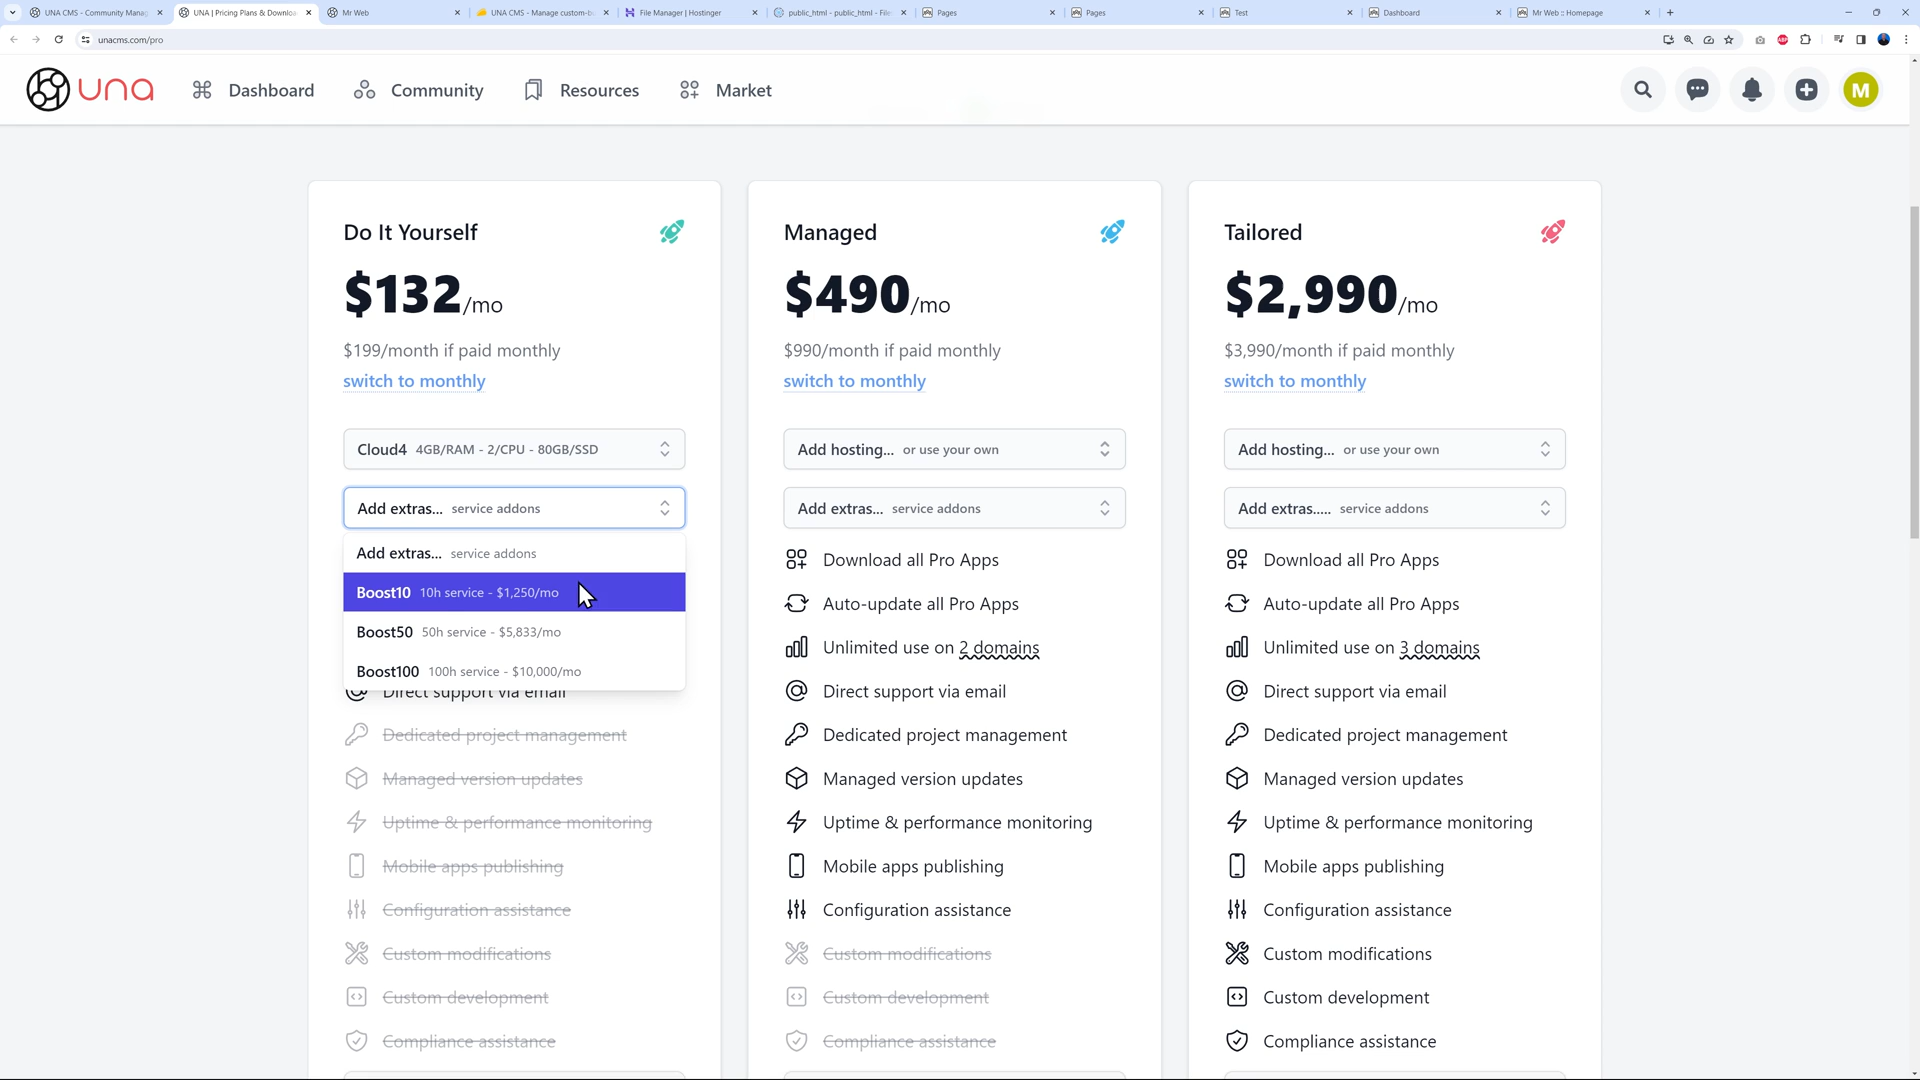 UNA CMS - Community Manag
UNA | Pricing Plans & Downloa
Mr Web
UNA CMS - Manage custom-bu
File Manager | Hostinger
public_html - public_html - File
Pages
Pages
Test
Dashboard
Mr Web :: Homepage
unacms.com/pro
una
Dashboard
Community
Resources
Market
M
Do It Yourself
$132/mo
$199/month if paid monthly
switch to monthly
Cloud4 4GB/RAM - 2/CPU - 80GB/SSD
Add extras... service addons
Add extras... service addons
Boost10 10h service - $1,250/mo
Boost50 50h service - $5,833/mo
Boost100 100h service - $10,000/mo
Direct support via email
Dedicated project management
Managed version updates
Uptime & performance monitoring
Mobile apps publishing
Configuration assistance
Custom modifications
Custom development
Compliance assistance
Managed
$490/mo
$990/month if paid monthly
switch to monthly
Add hosting... or use your own
Add extras... service addons
Download all Pro Apps
Auto-update all Pro Apps
Unlimited use on 2 domains
Direct support via email
Dedicated project management
Managed version updates
Uptime & performance monitoring
Mobile apps publishing
Configuration assistance
Custom modifications
Custom development
Compliance assistance
Tailored
$2,990/mo
$3,990/month if paid monthly
switch to monthly
Add hosting... or use your own
Add extras..... service addons
Download all Pro Apps
Auto-update all Pro Apps
Unlimited use on 3 domains
Direct support via email
Dedicated project management
Managed version updates
Uptime & performance monitoring
Mobile apps publishing
Configuration assistance
Custom modifications
Custom development
Compliance assistance